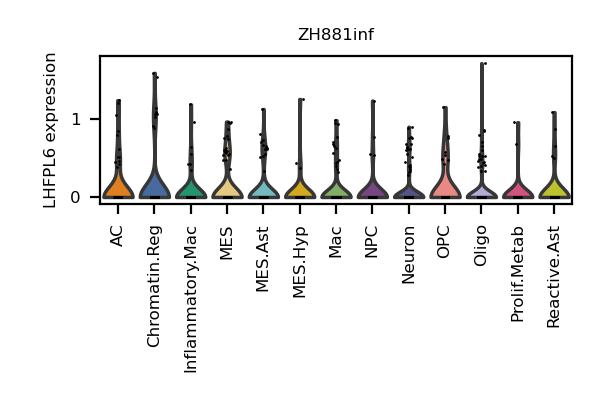 ZH881inf
LHFPL6 expression
1
0
AC
Chromatin.Reg
Inflammatory.Mac
MES
MES.Ast
MES.Hyp
Mac
NPC
Neuron
OPC
Oligo
Prolif.Metab
Reactive.Ast